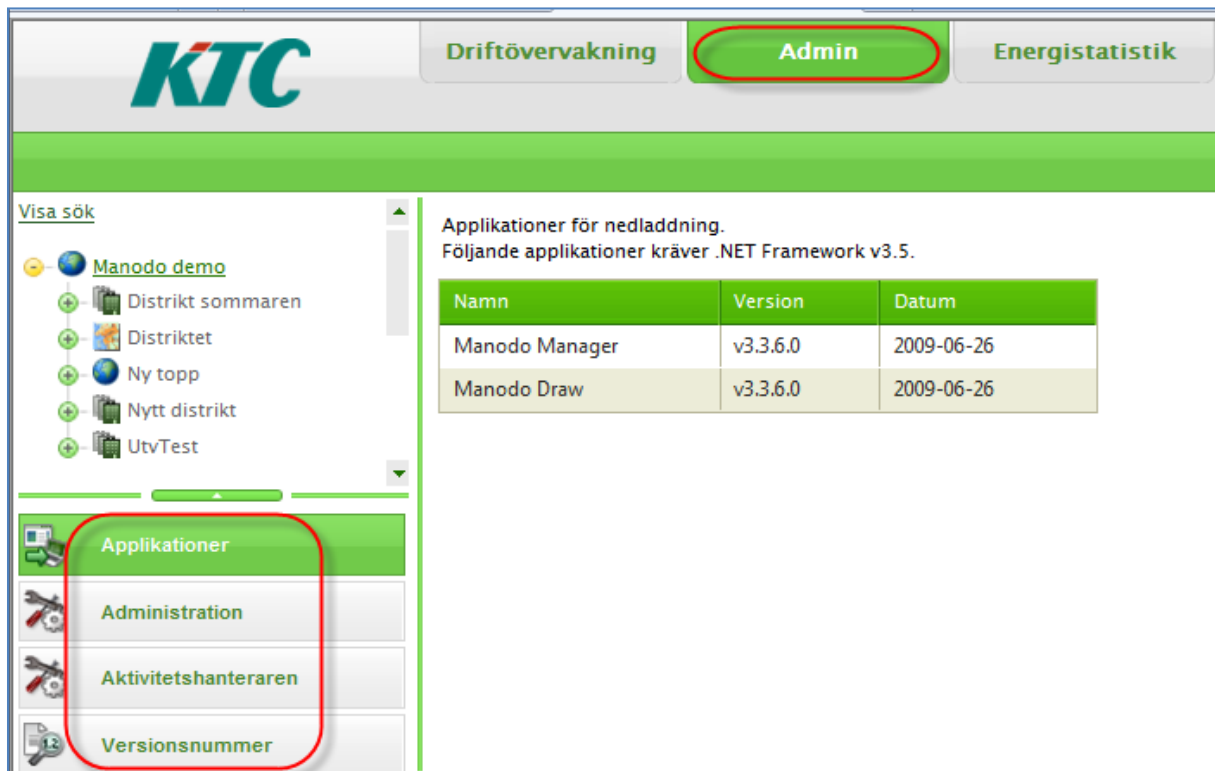 KTC
Driftövervakning
Admin
Energistatistik
Visa sök
Manodo demo
Distrikt sommaren
Distriktet
Ny topp
Nytt distrikt
UtvTest
Applikationer
Administration
Aktivitetshanteraren
1.2
Versionsnummer
Applikationer för nedladdning.
Följande applikationer kräver .NET Framework v3.5.
Namn Version Datum
Manodo Manager v3.3.6.0 2009-06-26
Manodo Draw v3.3.6.0 2009-06-26